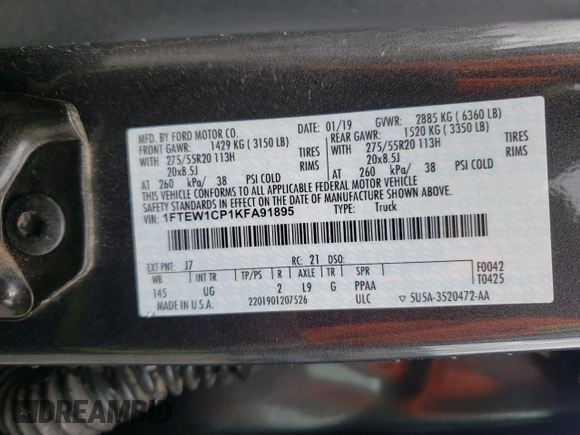 MFD. BY FORD MOTOR CO. 01/19 GVWR: 2885 KG ( 6360 LB)
FRONT GAWR: 1429 KG ( 3150 LB) REAR GAWR: 1520 KG ( 3350 LB)
WITH 275/55R20 113H TIRES WITH 275/55R20 113H TIRES
20x8.5J RIMS 20x8.5J RIMS
AT 260 kPa/ 38 PSI COLD AT 260 kPa/ 38 PSI COLD
THIS VEHICLE CONFORMS TO ALL APPLICABLE FEDERAL MOTOR VEHICLE
SAFETY STANDARDS IN EFFECT ON THE DATE OF MANUFACTURE SHOWN ABOVE.
VIN: 1FTEW1CP1KFA91895 TYPE: Truck
EXT PNT: J7 RC: 21 DSO: F0042
WB INT TR TP/PS R AXLE TR SPR T0425
145 UG 2 L9 G PPAA
MADE IN U.S.A. 2201901207526 ULC ▽ 5U5A-3520472-AA
DREAMBID